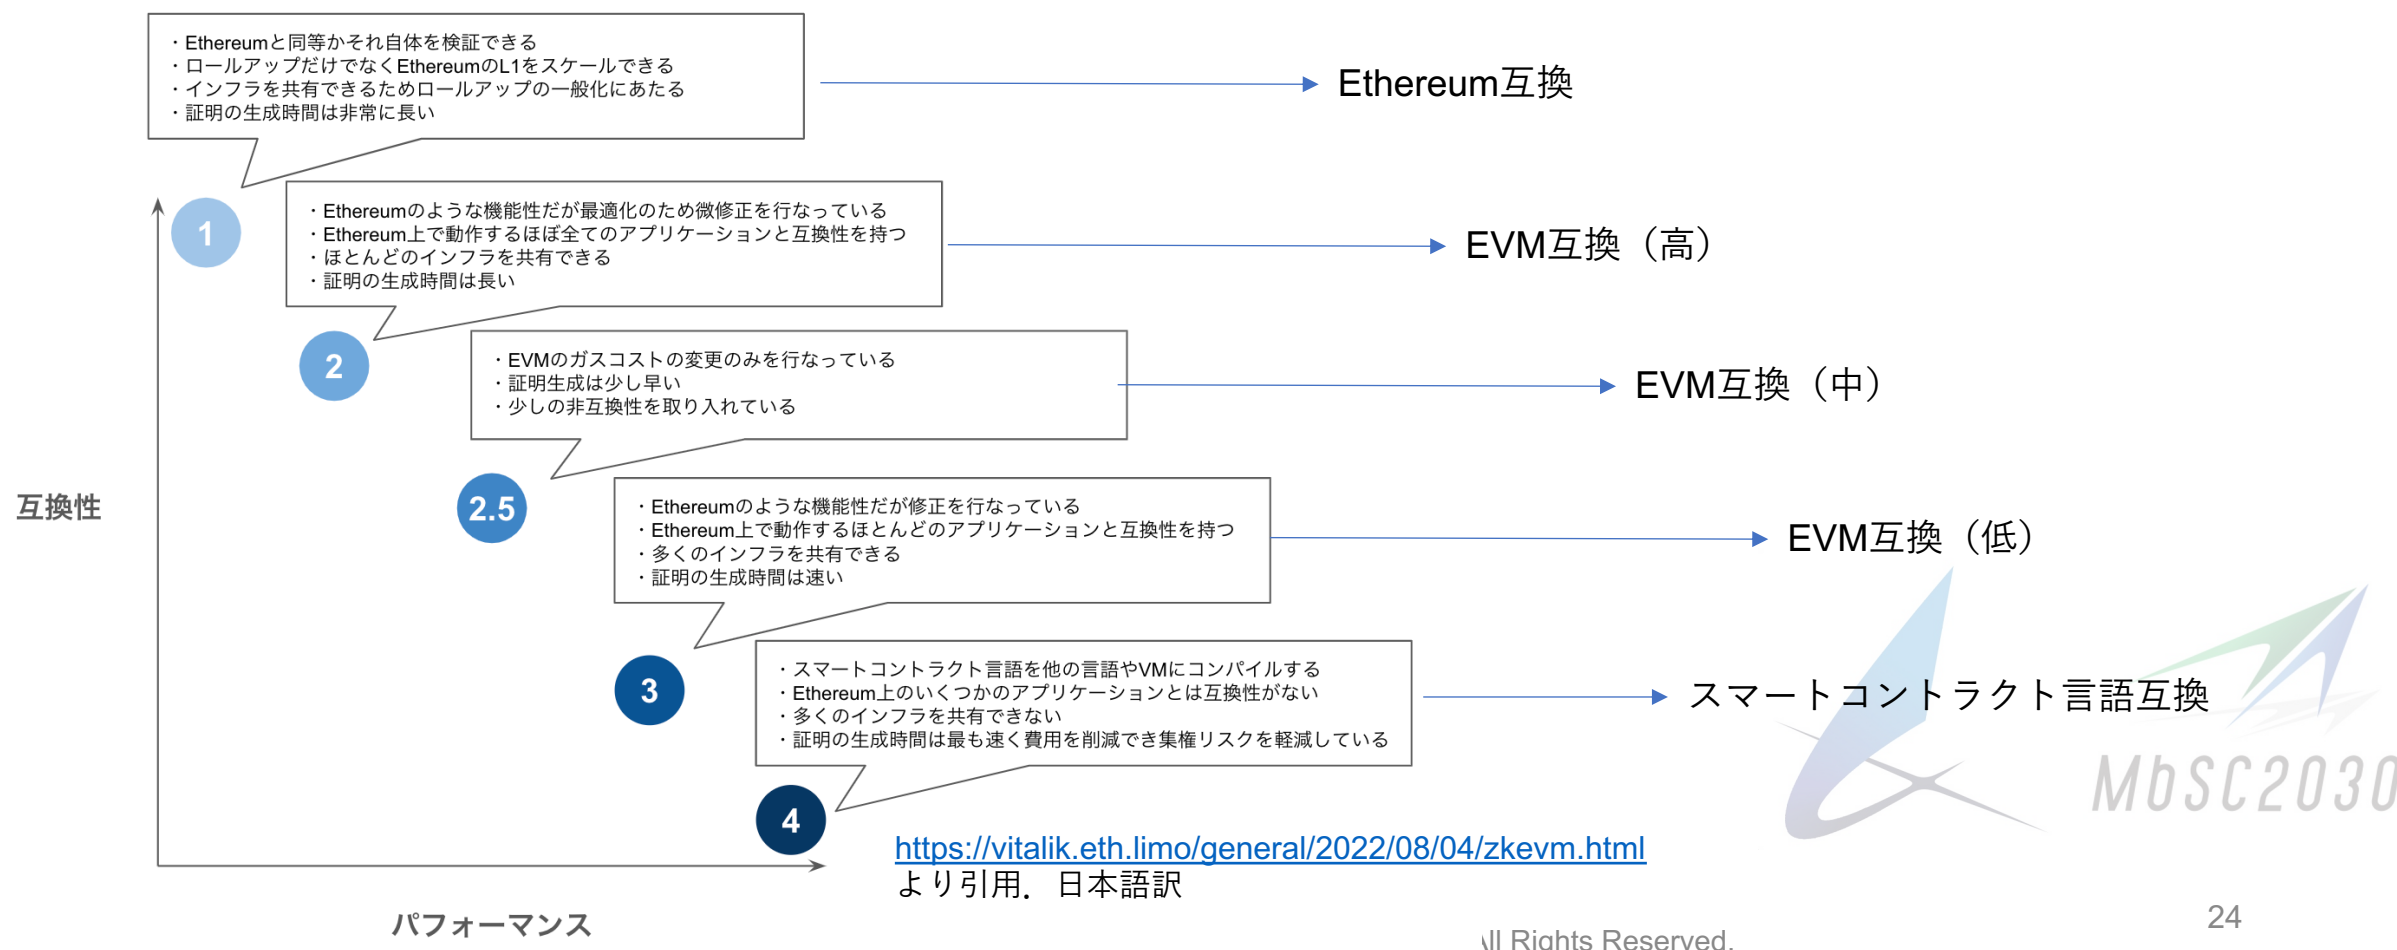 ・Ethereumと同等かそれ自体を検証できる
・ロールアップだけでなくEthereumのL1をスケールできる
・インフラを共有できるためロールアップの一般化にあたる
・証明の生成時間は非常に長い
Ethereum互換
1
・Ethereumのような機能性だが最適化のため微修正を行なっている
・Ethereum上で動作するほぼ全てのアプリケーションと互換性を持つ
・ほとんどのインフラを共有できる
・証明の生成時間は長い
EVM互換（高）
2
・EVMのガスコストの変更のみを行なっている
・証明生成は少し早い
・少しの非互換性を取り入れている
EVM互換（中）
互換性
2.5
・Ethereumのような機能性だが修正を行なっている
・Ethereum上で動作するほとんどのアプリケーションと互換性を持つ
・多くのインフラを共有できる
・証明の生成時間は速い
EVM互換（低）
3
・スマートコントラクト言語を他の言語やVMにコンパイルする
・Ethereum上のいくつかのアプリケーションとは互換性がない
・多くのインフラを共有できない
・証明の生成時間は最も速く費用を削減でき集権リスクを軽減している
スマートコントラクト言語互換
MbSC2030
4
https://vitalik.eth.limo/general/2022/08/04/zkevm.html
より引用．日本語訳
パフォーマンス
All Rights Reserved.
24